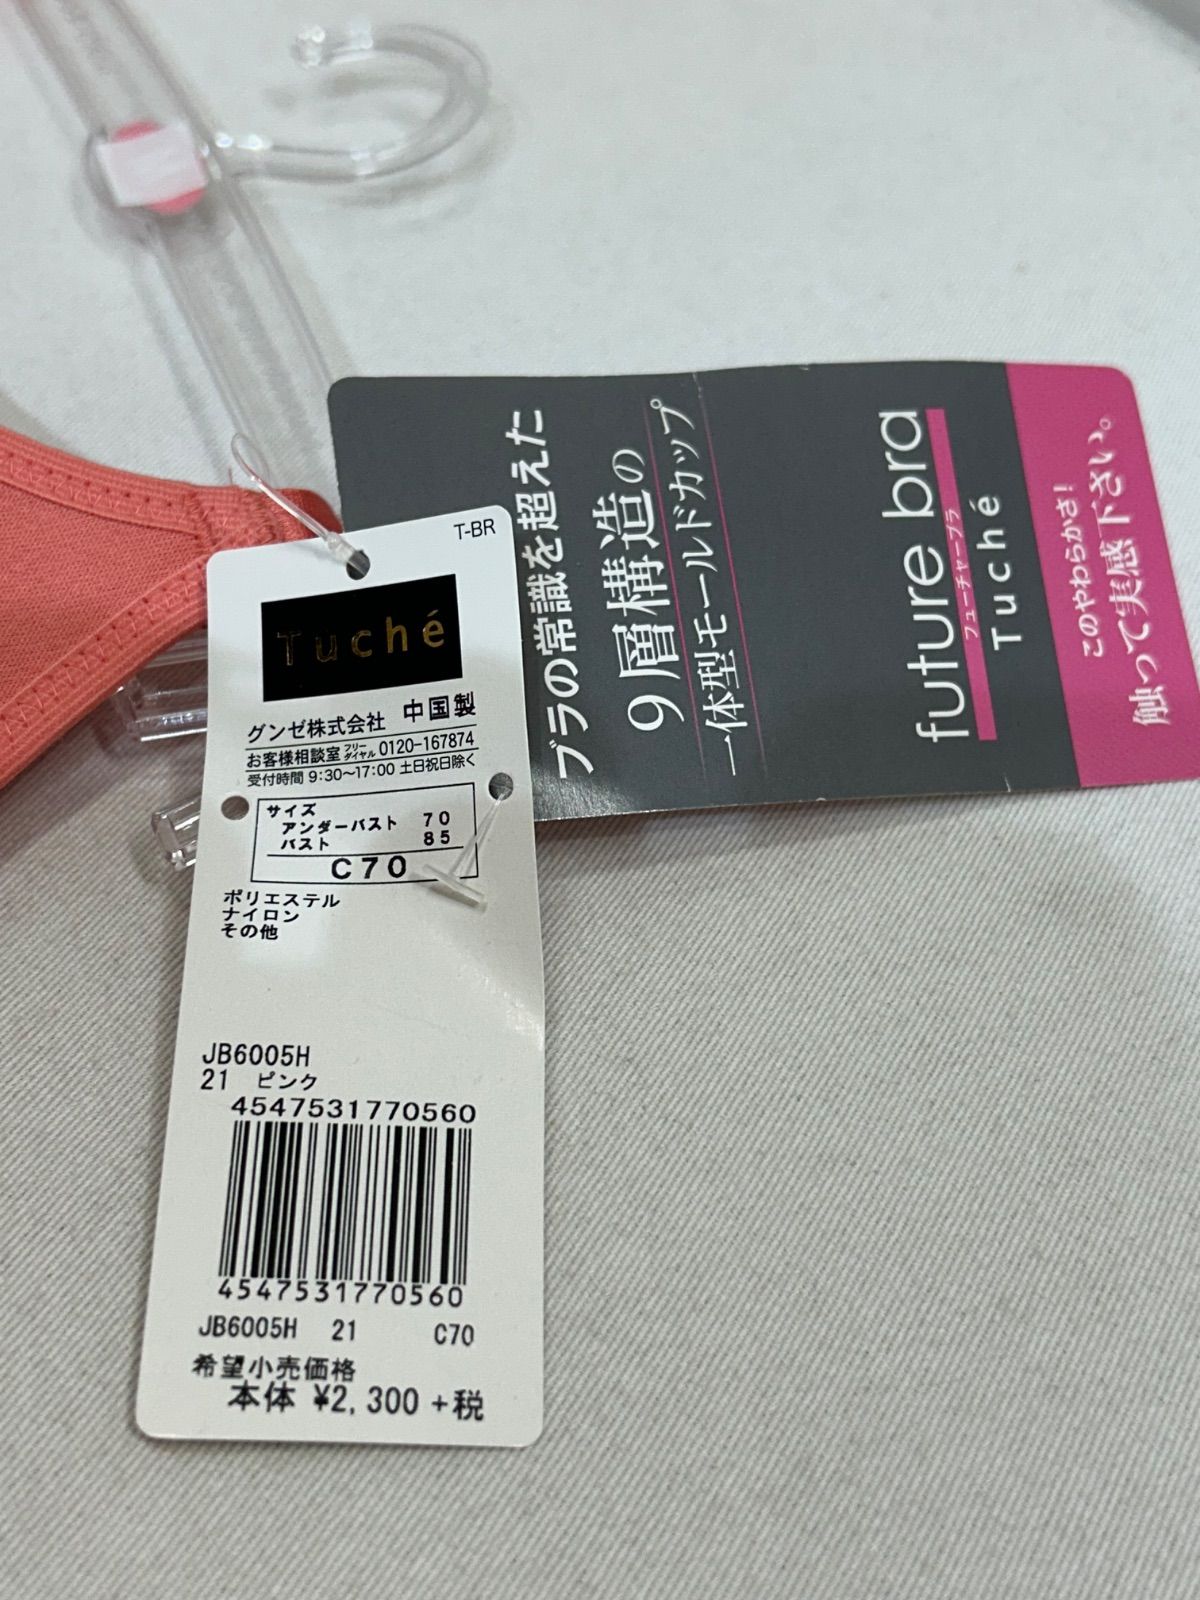 T-BR
Tuché
グンゼ株式会社 中国製
お客様相談室 フリーダイヤル 0120-167874
受付時間 9:30〜17:00 土日祝日除く
サイズ
アンダーバスト 70
バスト 85
C70
ポリエステル
ナイロン
その他
JB6005H
21 ピンク
4547531770560
4547531770560
JB6005H 21 C70
希望小売価格
本体 ¥2,300+税
ブラの常識を超えた
9層構造の
一体型モールドカップ
future bra
フューチャーブラ
Tuché
このやわらかさ!
触って実感下さい。